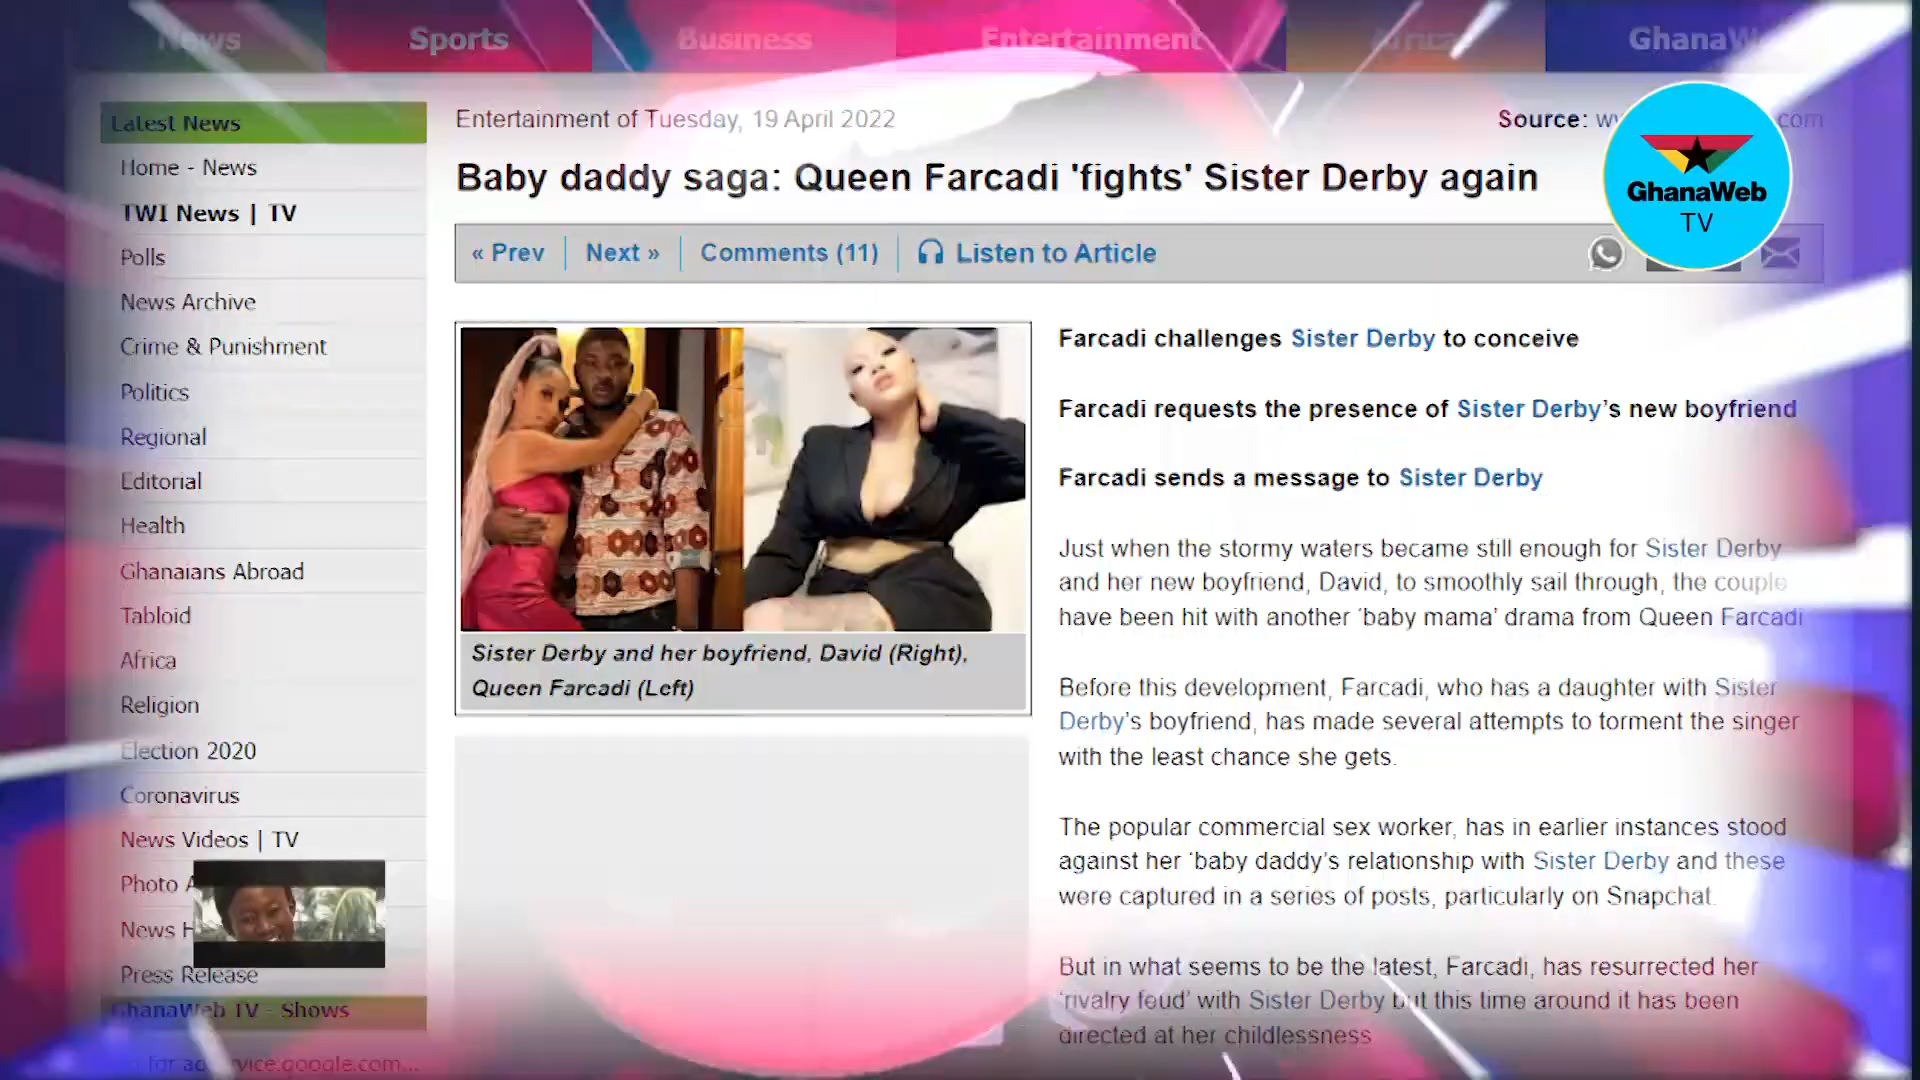 News
Sports
Business
Entertainment
Africa
Latest News
Home - News
TWI News | TV
Polls
News Archive
Crime & Punishment
Politics
Regional
Editorial
Health
Ghanaians Abroad
Tabloid
Africa
Religion
Election 2020
Coronavirus
News Videos | TV
Photo
News
Press Release
GhanaWeb TV - Shows
Entertainment of Tuesday, 19 April 2022
Source:
com
GhanaWeb
TV
Baby daddy saga: Queen Farcadi 'fights' Sister Derby again
« Prev
Next »
Comments (11)
Listen to Article
Sister Derby and her boyfriend, David (Right),
Queen Farcadi (Left)
Farcadi challenges Sister Derby to conceive
Farcadi requests the presence of Sister Derby's new boyfriend
Farcadi sends a message to Sister Derby
Just when the stormy waters became still enough for Sister Derby
and her new boyfriend, David, to smoothly sail through, the couple
have been hit with another ‘baby mama’ drama from Queen Farcadi
Before this development, Farcadi, who has a daughter with Sister
Derby's boyfriend, has made several attempts to torment the singer
with the least chance she gets.
The popular commercial sex worker, has in earlier instances stood
against her ‘baby daddy's relationship with Sister Derby and these
were captured in a series of posts, particularly on Snapchat.
But in what seems to be the latest, Farcadi, has resurrected her
‘rivalry feud’ with Sister Derby but this time around it has been
directed at her childlessness